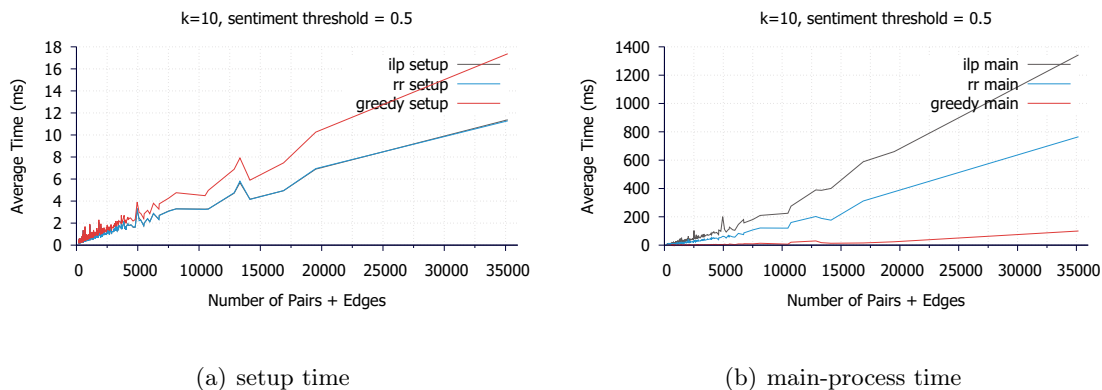 k=10, sentiment threshold = 0.5
18
16
14
12
10
8
6
4
2
0
Average Time (ms)
ilp setup
rr setup
greedy setup
0
5000
10000
15000
20000
25000
30000
35000
Number of Pairs + Edges
(a) setup time
k=10, sentiment threshold = 0.5
1400
1200
1000
800
600
400
200
0
Average Time (ms)
ilp main
rr main
greedy main
0
5000
10000
15000
20000
25000
30000
35000
Number of Pairs + Edges
(b) main-process time